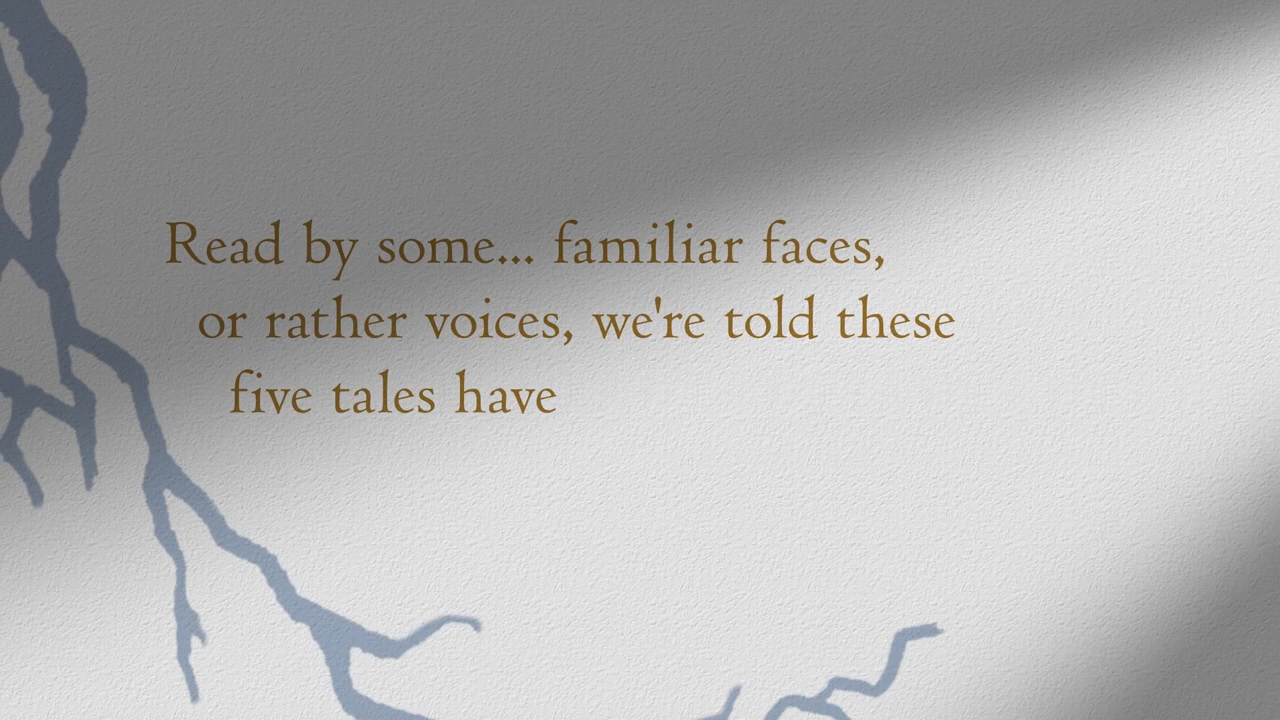 Read by some... familiar faces,
or rather voices, we're told these
five tales have